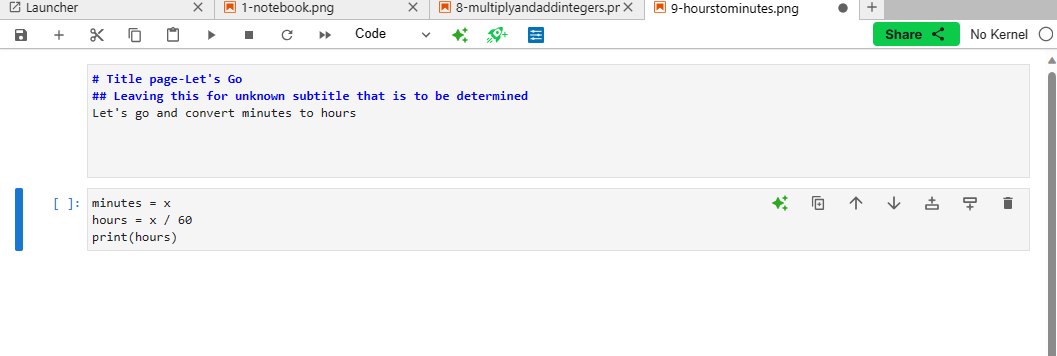 Launcher
1-notebook.png
8-multiplyandaddintegers.pr
9-hourstominutes.png
Code
Share
No Kernel
# Title page-Let's Go
## Leaving this for unknown subtitle that is to be determined
Let's go and convert minutes to hours
[ ]:
minutes = x
hours = x / 60
print(hours)